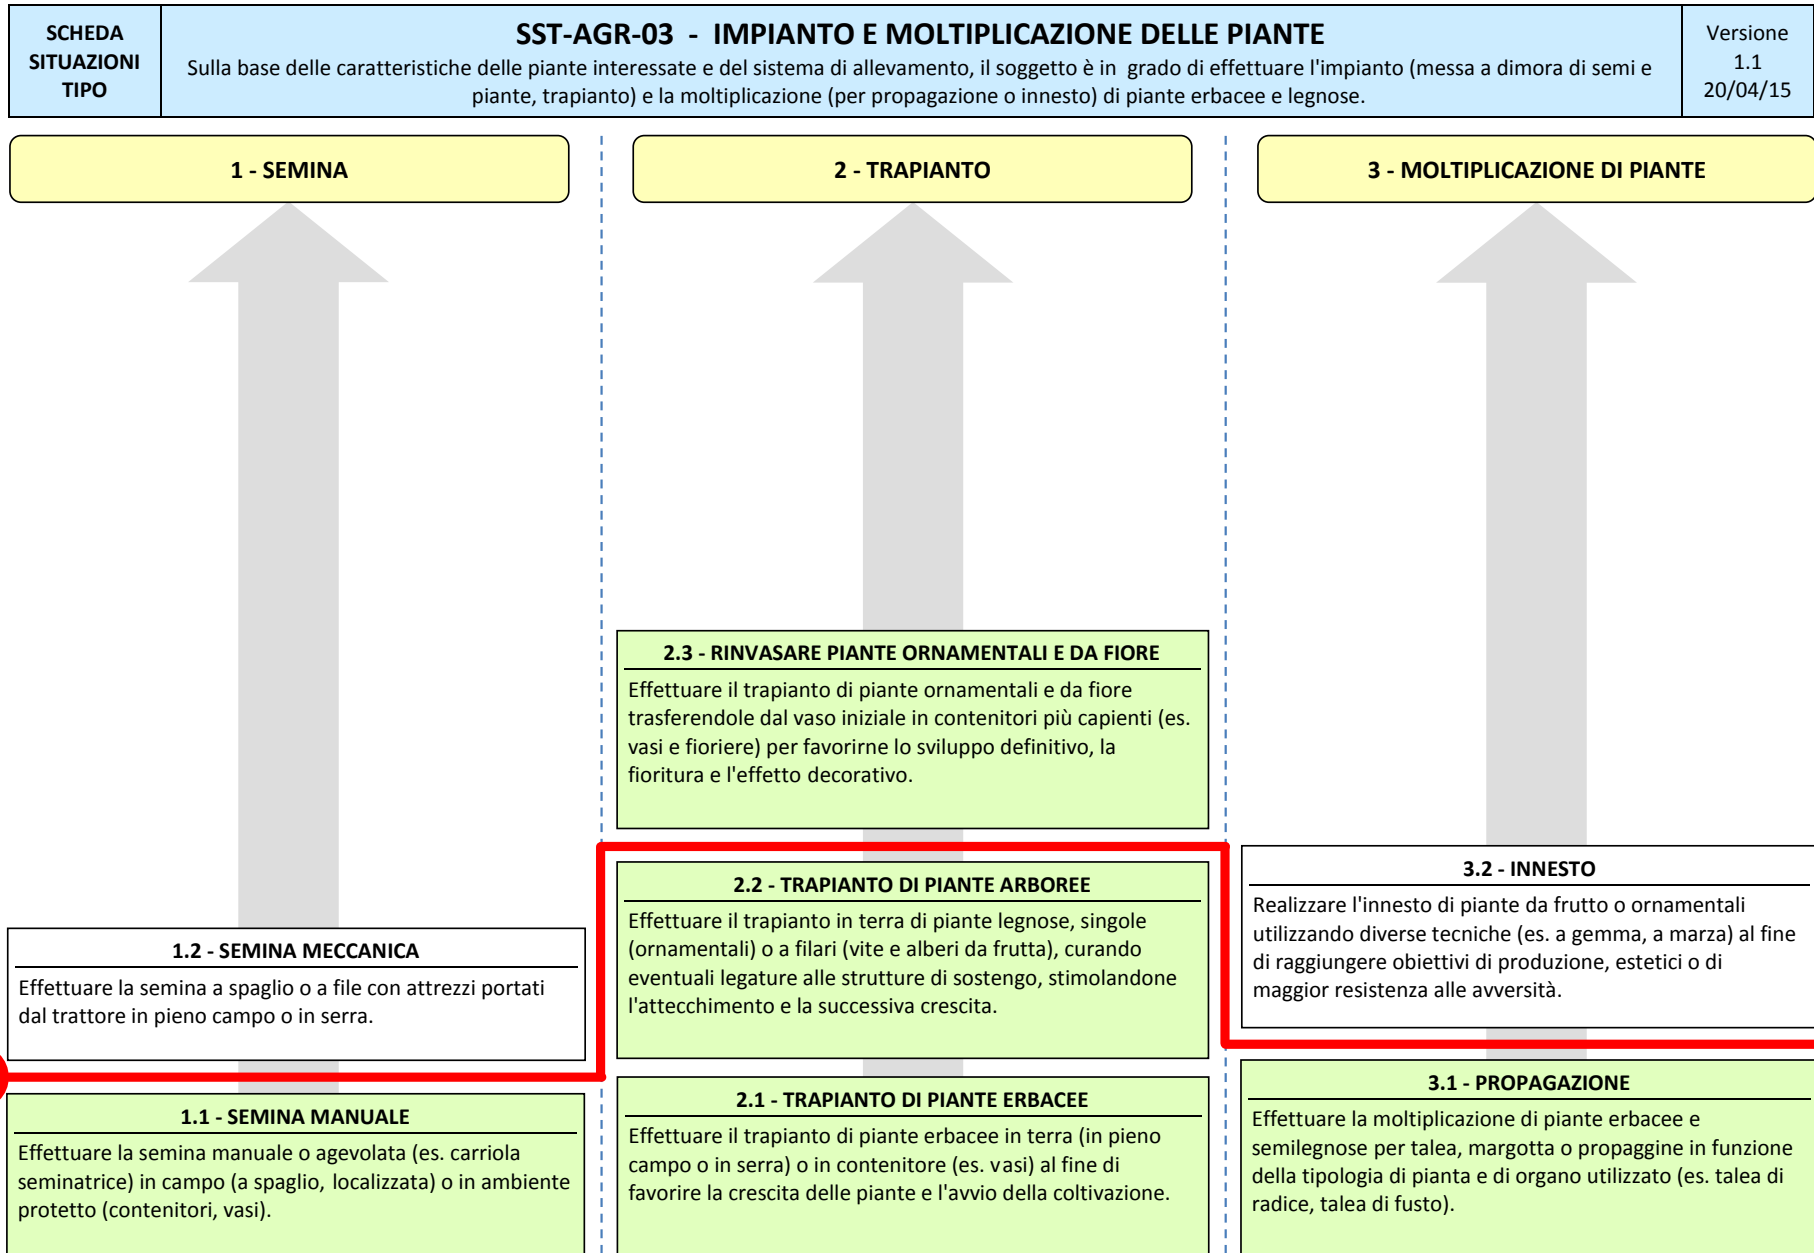 SCHEDA
SITUAZIONI
TIPO
SST-AGR-03 - IMPIANTO E MOLTIPLICAZIONE DELLE PIANTE
Sulla base delle caratteristiche delle piante interessate e del sistema di allevamento, il soggetto è in grado di effettuare l'impianto (messa a dimora di semi e
piante, trapianto) e la moltiplicazione (per propagazione o innesto) di piante erbacee e legnose.
Versione
1.1
20/04/15
1 - SEMINA
2 - TRAPIANTO
3 - MOLTIPLICAZIONE DI PIANTE
1.2 - SEMINA MECCANICA
Effettuare la semina a spaglio o a file con attrezzi portati
dal trattore in pieno campo o in serra.
1.1 - SEMINA MANUALE
Effettuare la semina manuale o agevolata (es. carriola
seminatrice) in campo (a spaglio, localizzata) o in ambiente
protetto (contenitori, vasi).
2.3 - RINVASARE PIANTE ORNAMENTALI E DA FIORE
Effettuare il trapianto di piante ornamentali e da fiore
trasferendole dal vaso iniziale in contenitori più capienti (es.
vasi e fioriere) per favorirne lo sviluppo definitivo, la
fioritura e l'effetto decorativo.
2.2 - TRAPIANTO DI PIANTE ARBOREE
Effettuare il trapianto in terra di piante legnose, singole
(ornamentali) o a filari (vite e alberi da frutta), curando
eventuali legature alle strutture di sostengo, stimolandone
l'attecchimento e la successiva crescita.
2.1 - TRAPIANTO DI PIANTE ERBACEE
Effettuare il trapianto di piante erbacee in terra (in pieno
campo o in serra) o in contenitore (es. vasi) al fine di
favorire la crescita delle piante e l'avvio della coltivazione.
3.2 - INNESTO
Realizzare l'innesto di piante da frutto o ornamentali
utilizzando diverse tecniche (es. a gemma, a marza) al fine
di raggiungere obiettivi di produzione, estetici o di
maggior resistenza alle avversità.
3.1 - PROPAGAZIONE
Effettuare la moltiplicazione di piante erbacee e
semilegnose per talea, margotta o propaggine in funzione
della tipologia di pianta e di organo utilizzato (es. talea di
radice, talea di fusto).